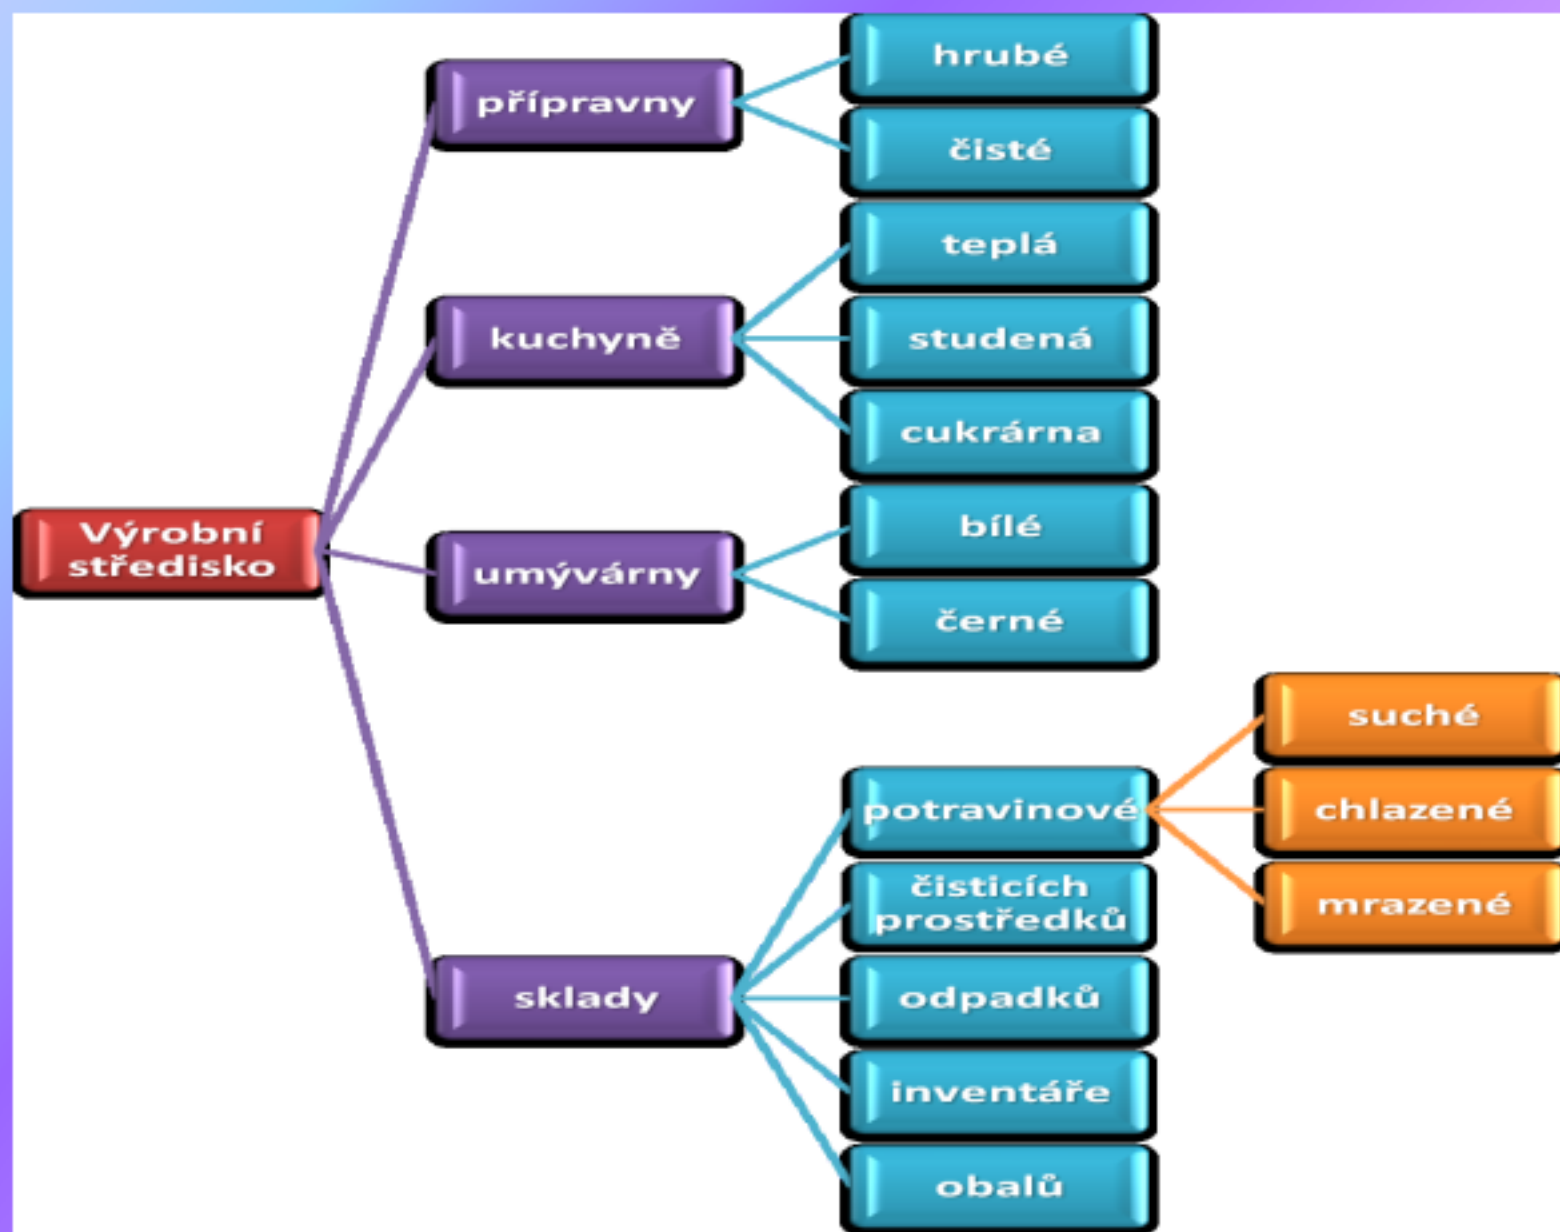 hrubé
přípravny
čisté
teplá
kuchyně
studená
cukrárna
Výrobní
středisko
bílé
umývárny
černé
suché
potravinové
chlazené
čisticích
prostředků
mrazené
sklady
odpadků
inventáře
obalů